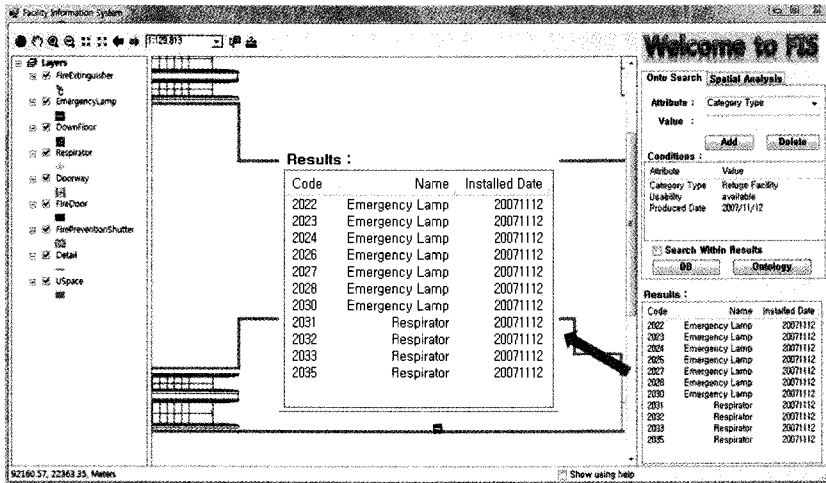 Facility Information System
1:129,813
Layers
FireExtinguisher
EmergencyLamp
DownFloor
Respirator
Doorway
FireDoor
FirePreventionShutter
Detail
USpace
Results :
Code Name Installed Date
2022 Emergency Lamp 20071112
2023 Emergency Lamp 20071112
2024 Emergency Lamp 20071112
2026 Emergency Lamp 20071112
2027 Emergency Lamp 20071112
2028 Emergency Lamp 20071112
2030 Emergency Lamp 20071112
2031 Respirator 20071112
2032 Respirator 20071112
2033 Respirator 20071112
2035 Respirator 20071112
Welcome to FIS
Onto Search Spatial Analysis
Attribute : Category Type
Value :
Add Delete
Conditions :
Attribute Value
Category Type Refuge Facility
Usability available
Produced Date 2007/11/12
Search Within Results
DB Ontology
Results :
Code Name Installed Date
2022 Emergency Lamp 20071112
2023 Emergency Lamp 20071112
2024 Emergency Lamp 20071112
2026 Emergency Lamp 20071112
2027 Emergency Lamp 20071112
2028 Emergency Lamp 20071112
2030 Emergency Lamp 20071112
2031 Respirator 20071112
2032 Respirator 20071112
2033 Respirator 20071112
2035 Respirator 20071112
92160.57, 22363.35, Meters
Show using help